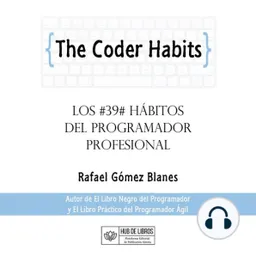 { The Coder Habits }
LOS #39# HÁBITOS
DEL PROGRAMADOR
PROFESIONAL
Rafael Gómez Blanes
Autor de El Libro Negro del Programador
y El Libro Práctico del Programador Ágil
HUB DE LIBROS